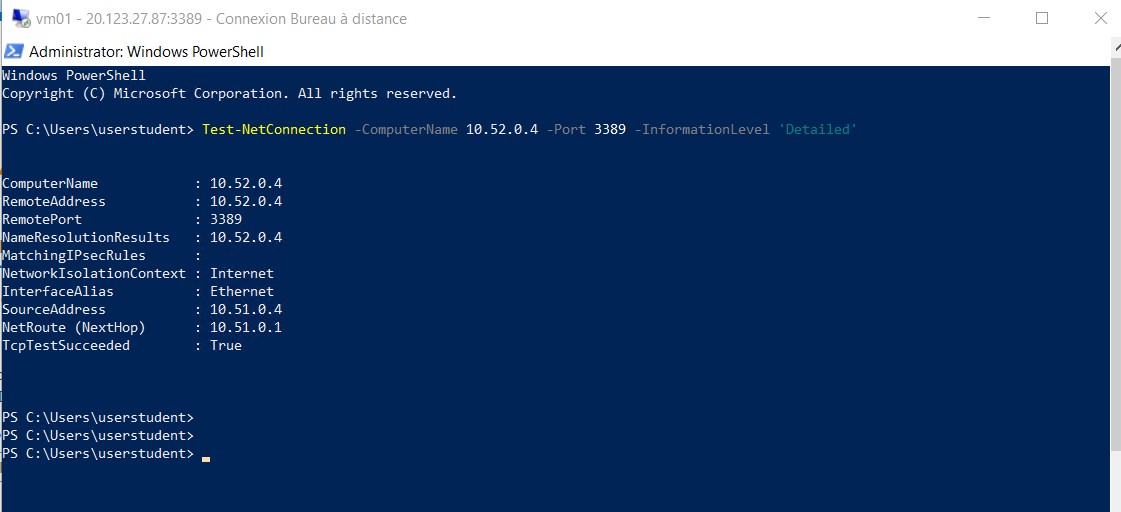 vm01 - 20.123.27.87:3389 - Connexion Bureau à distance
Administrator: Windows PowerShell
Windows PowerShell
Copyright (C) Microsoft Corporation. All rights reserved.
PS C:\Users\userstudent> Test-NetConnection -ComputerName 10.52.0.4 -Port 3389 -InformationLevel 'Detailed'
ComputerName            : 10.52.0.4
RemoteAddress           : 10.52.0.4
RemotePort              : 3389
NameResolutionResults   : 10.52.0.4
MatchingIPsecRules      :
NetworkIsolationContext : Internet
InterfaceAlias          : Ethernet
SourceAddress           : 10.51.0.4
NetRoute (NextHop)      : 10.51.0.1
TcpTestSucceeded        : True
PS C:\Users\userstudent>
PS C:\Users\userstudent>
PS C:\Users\userstudent>